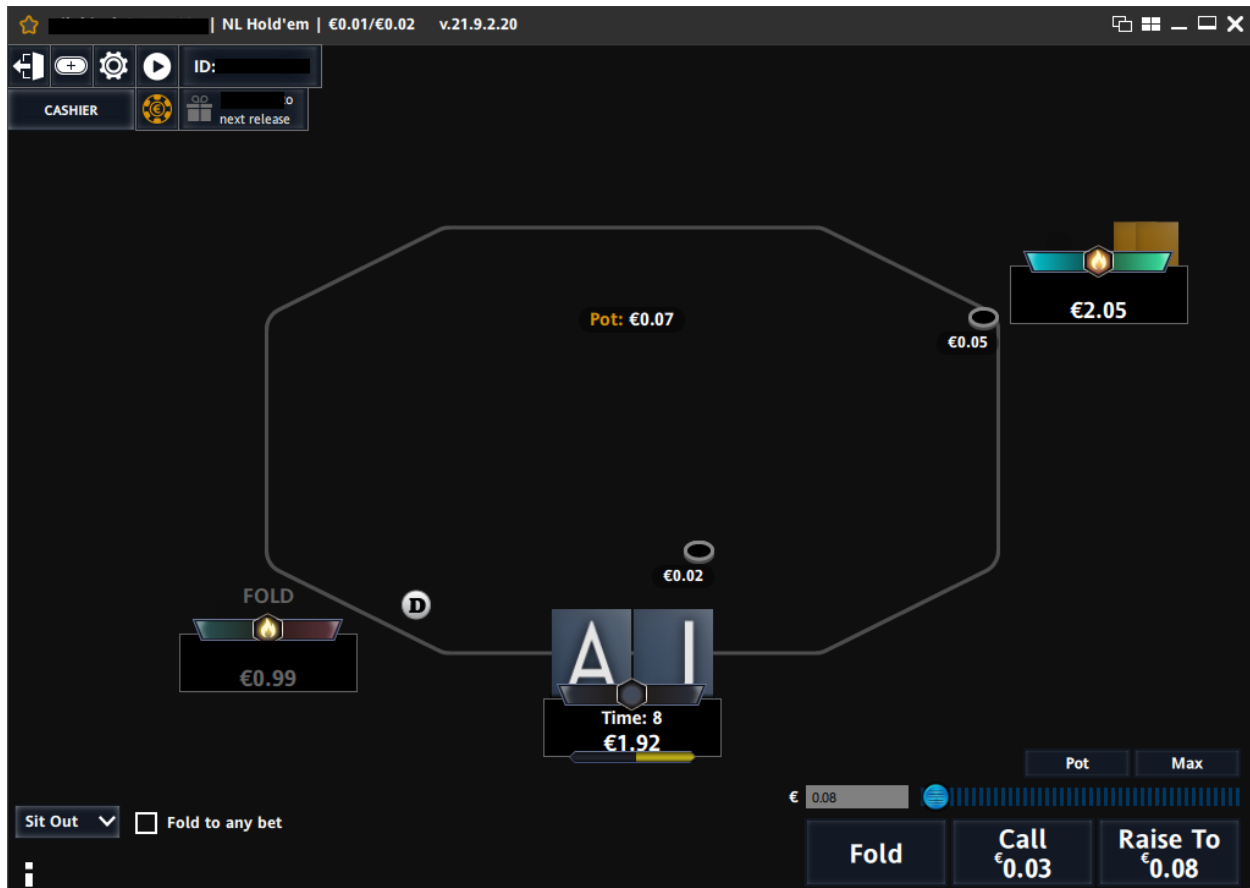 | NL Hold'em | €0.01/€0.02 v.21.9.2.20
ID:
CASHIER
next release
€2.05
Pot: €0.07
€0.05
€0.02
FOLD
D
€0.99
A
Time: 8
€1.92
Pot Max
€ 0.08
Sit Out Fold to any bet
Fold
Call
€0.03
Raise To
€0.08